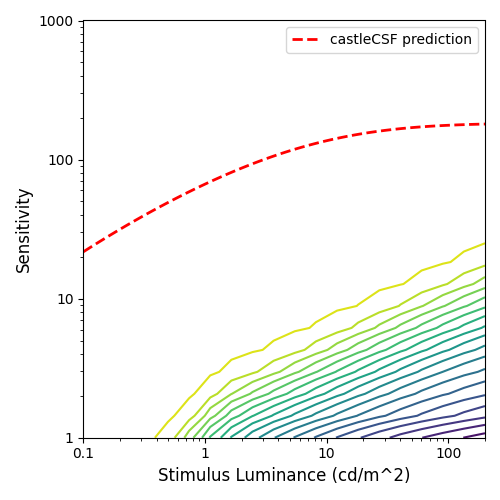 1000
castleCSF prediction
100
Sensitivity
10
1
0.1 1 10 100
Stimulus Luminance (cd/m^2)